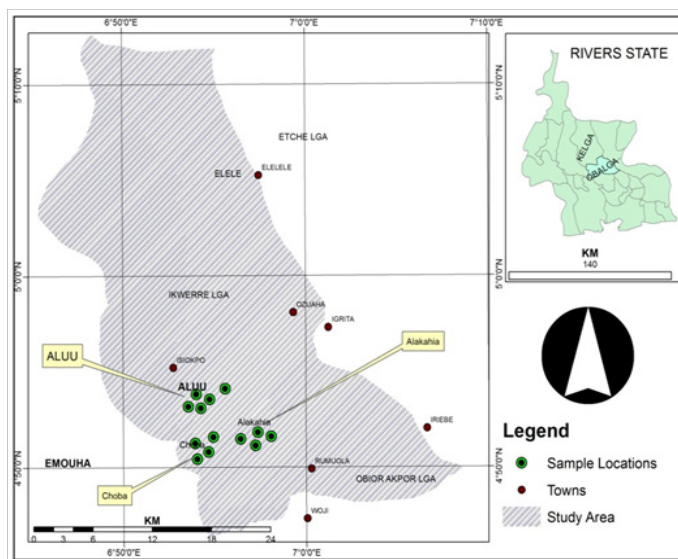 6°50'0"E
7°0'0"E
7°10'0"E
5°10'0"N
5°10'0"N
ETCHE LGA
ELELE
ELELELE
5°0'0"N
5°0'0"N
IKWERRE LGA
OZUAHA
IGRITA
Alakahia
ALUU
ISIOKPO
ALUU
Alakahia
IRIEBE
Choba
EMOUHA
RUMUOLA
OBIOR AKPOR LGA
4°50'0"N
4°50'0"N
Choba
WOJI
KM
0 3 6 12 18 24
6°50'0"E
7°0'0"E
RIVERS STATE
KELGA
OBALGA
KM
140
Legend
Sample Locations
Towns
Study Area